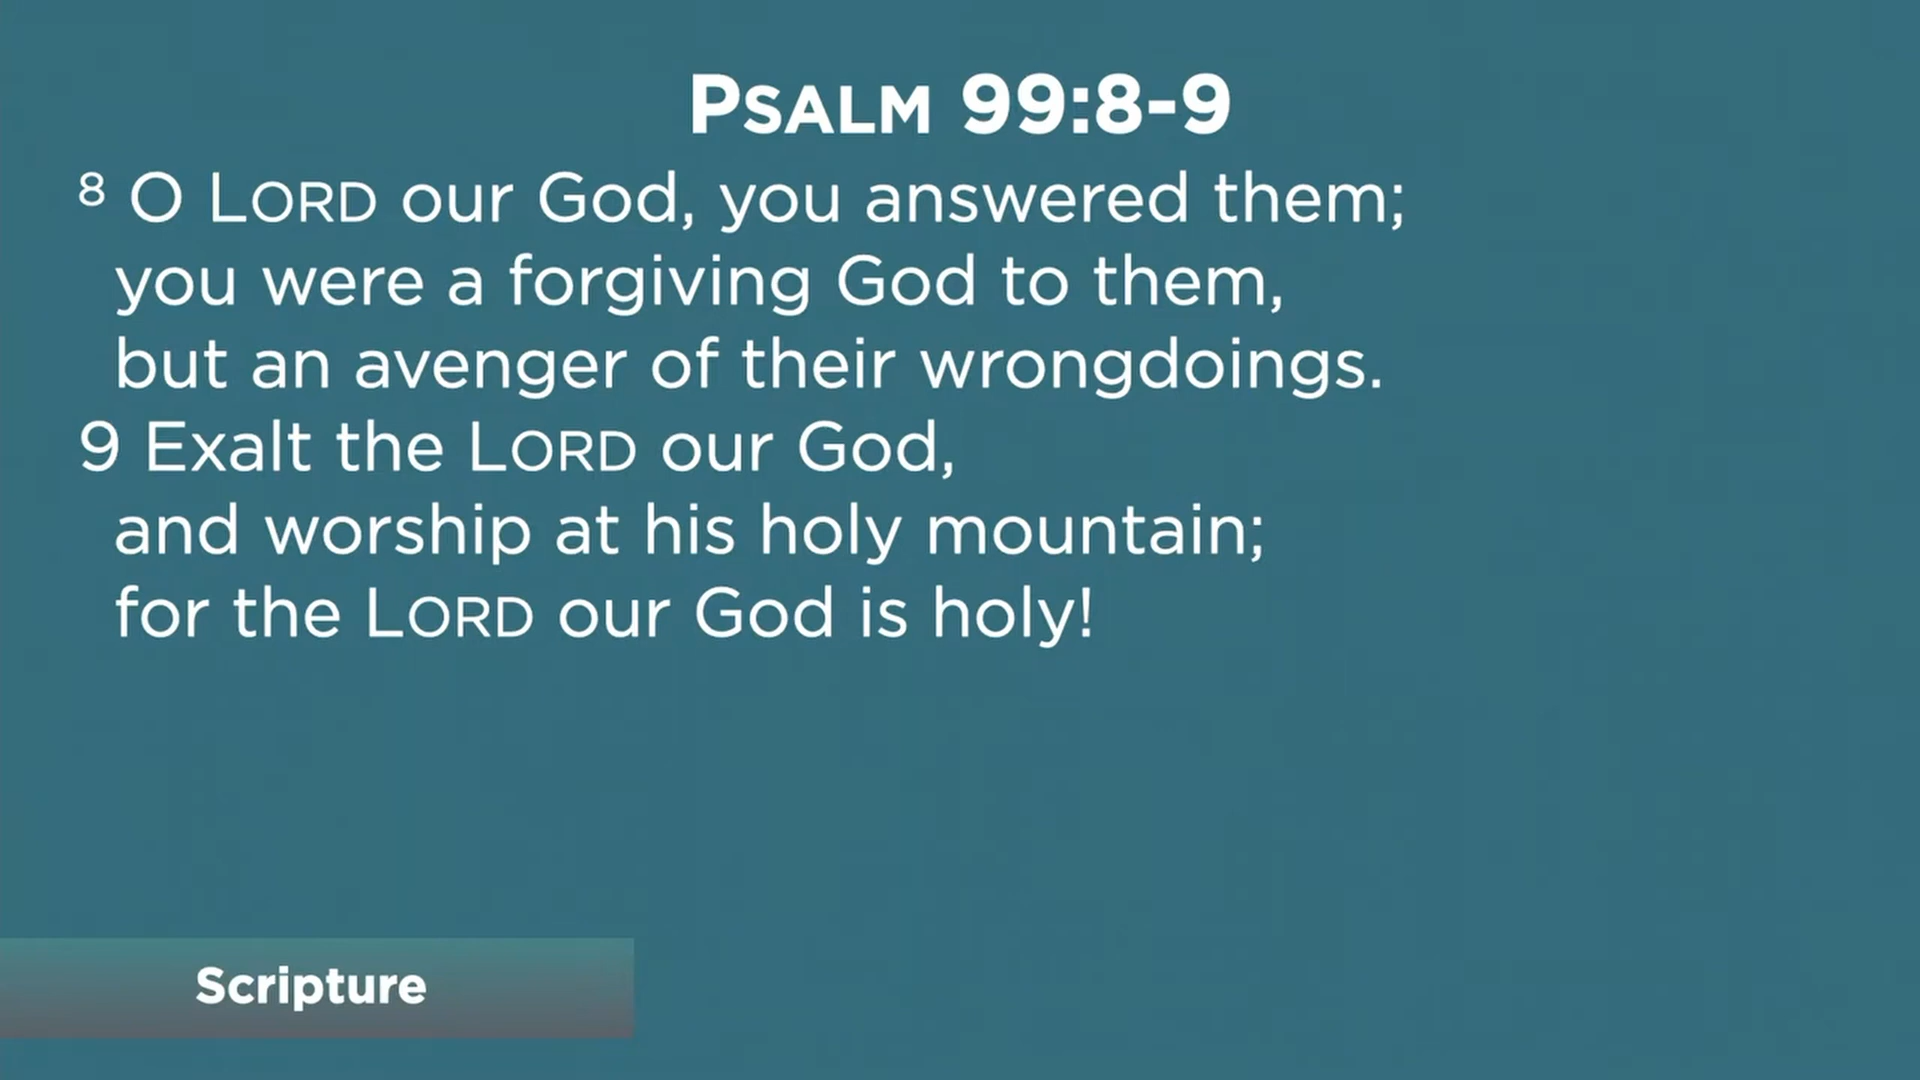 PSALM 99:8-9
⁸ O LORD our God, you answered them;
you were a forgiving God to them,
but an avenger of their wrongdoings.
9 Exalt the LORD our God,
and worship at his holy mountain;
for the LORD our God is holy!
Scripture